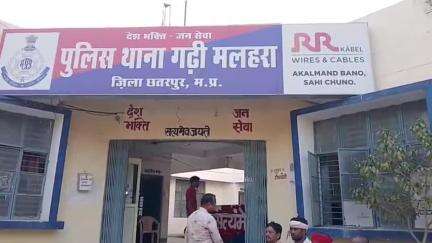 देश भक्ति - जन सेवा
पुलिस थाना गढ़ी मलहरा
ज़िला छतरपुर, म.प्र.
RR
KABEL
WIRES & CABLES
AKALMAND BANO,
SAHI CHUNO.
देश
भक्ति
सत्यमेव जयते
जन
सेवा